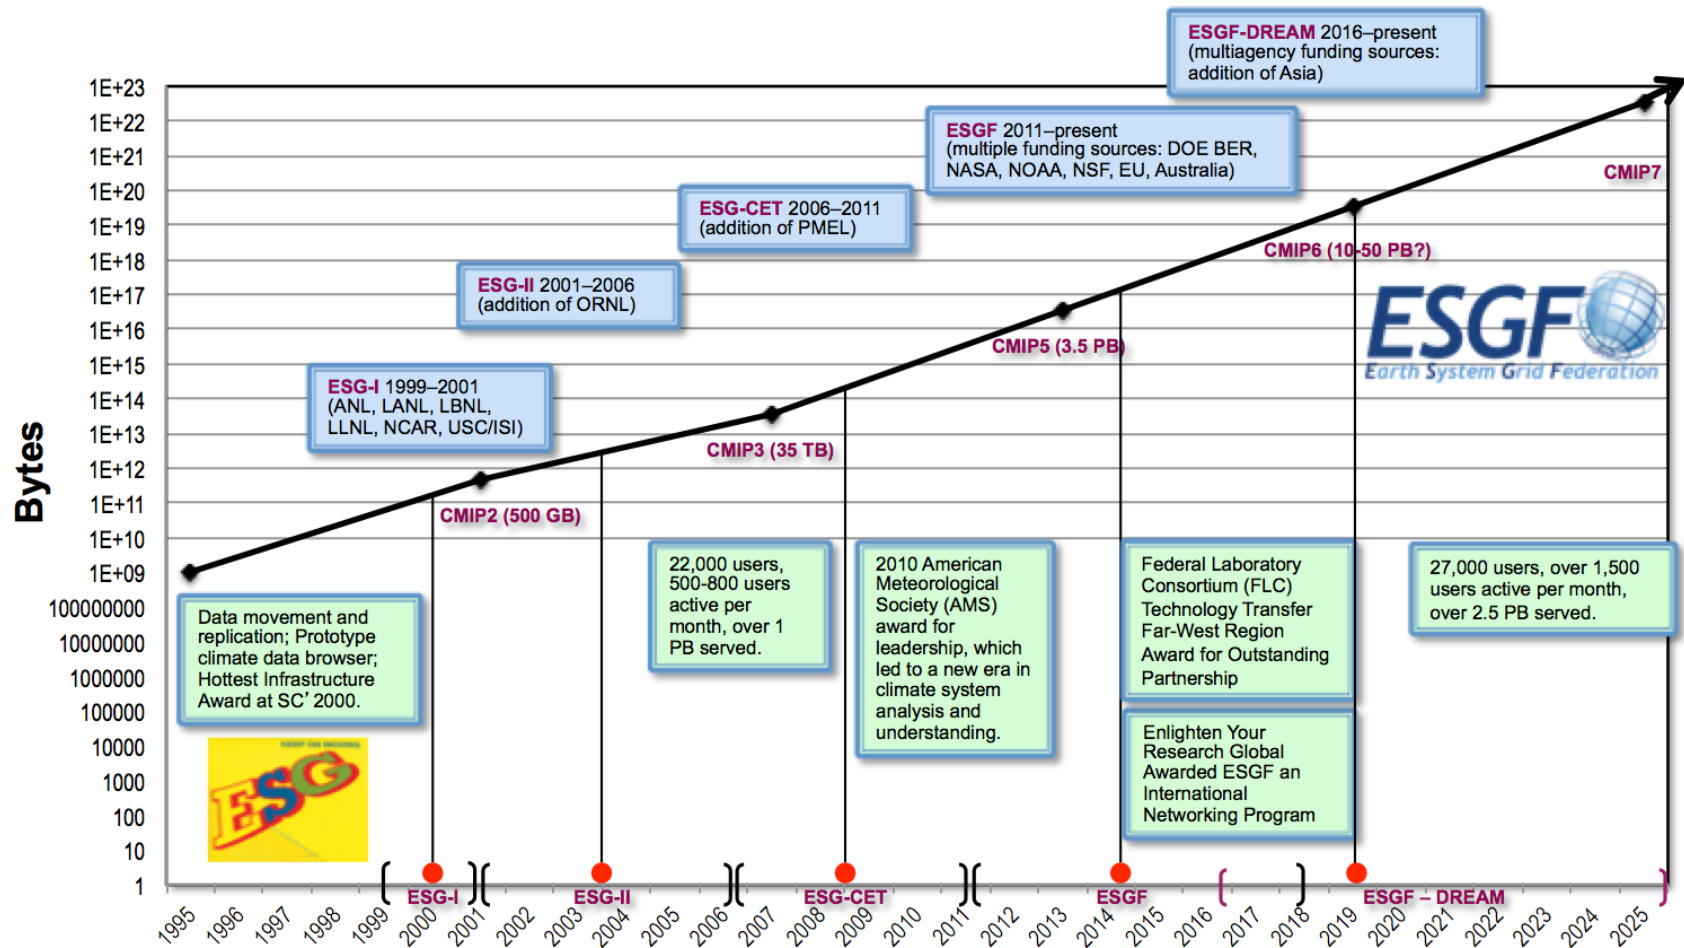 ESGF-DREAM 2016–present
(multiagency funding sources:
addition of Asia)
ESGF 2011–present
(multiple funding sources: DOE BER,
NASA, NOAA, NSF, EU, Australia)
ESG-CET 2006–2011
(addition of PMEL)
ESG-II 2001–2006
(addition of ORNL)
ESG-I 1999–2001
(ANL, LANL, LBNL,
LLNL, NCAR, USC/ISI)
Bytes
1E+23
1E+22
1E+21
1E+20
1E+19
1E+18
1E+17
1E+16
1E+15
1E+14
1E+13
1E+12
1E+11
1E+10
1E+09
100000000
10000000
1000000
100000
10000
1000
100
10
1
CMIP7
CMIP6 (10-50 PB?)
CMIP5 (3.5 PB)
CMIP3 (35 TB)
CMIP2 (500 GB)
ESGF
Earth System Grid Federation
Data movement and
replication; Prototype
climate data browser;
Hottest Infrastructure
Award at SC’ 2000.
KEEP ON MOVING
ESG
22,000 users,
500-800 users
active per
month, over 1
PB served.
2010 American
Meteorological
Society (AMS)
award for
leadership, which
led to a new era in
climate system
analysis and
understanding.
Federal Laboratory
Consortium (FLC)
Technology Transfer
Far-West Region
Award for Outstanding
Partnership
Enlighten Your
Research Global
Awarded ESGF an
International
Networking Program
27,000 users, over 1,500
users active per month,
over 2.5 PB served.
ESG-I
ESG-II
ESG-CET
ESGF
ESGF – DREAM
1995
1996
1997
1998
1999
2000
2001
2002
2003
2004
2005
2006
2007
2008
2009
2010
2011
2012
2013
2014
2015
2016
2017
2018
2019
2020
2021
2022
2023
2024
2025